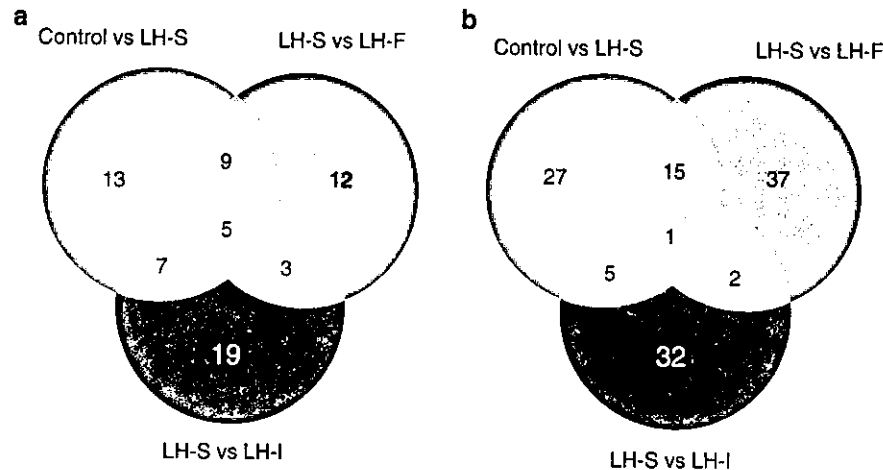 a
Control vs LH-S LH-S vs LH-F
13 9 12
5
7 3
19
LH-S vs LH-I
b
Control vs LH-S LH-S vs LH-F
27 15 37
1
5 2
32
LH-S vs LH-I